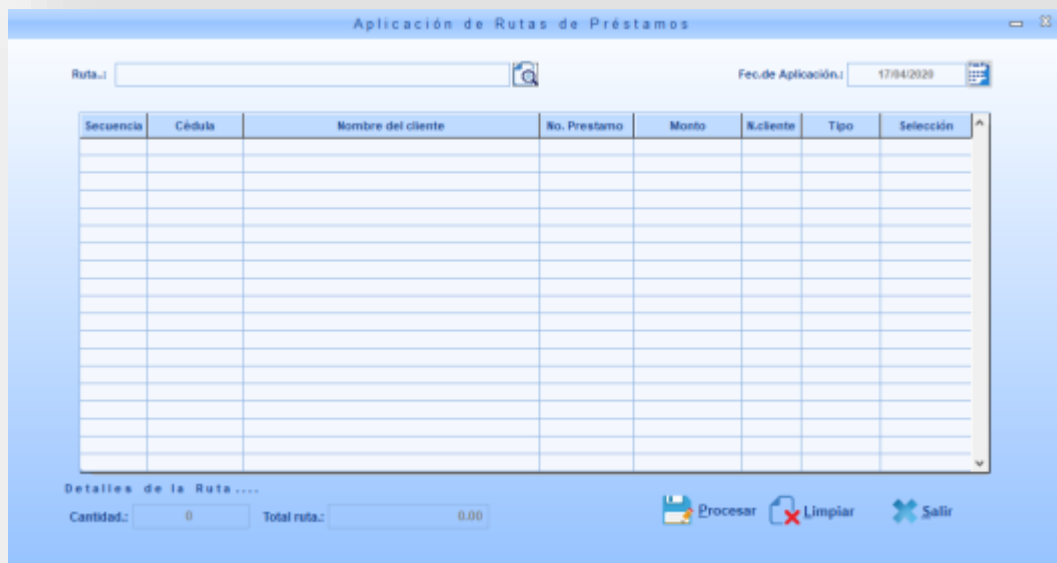 Aplicación de Rutas de Préstamos
Ruta..: Fec.de Aplicación.: 17/04/2020
Secuencia Cédula Nombre del cliente No. Prestamo Monto N.cliente Tipo Selección
Detalles de la Ruta....
Cantidad.: 0 Total ruta.: 0.00 Procesar Limpiar Salir